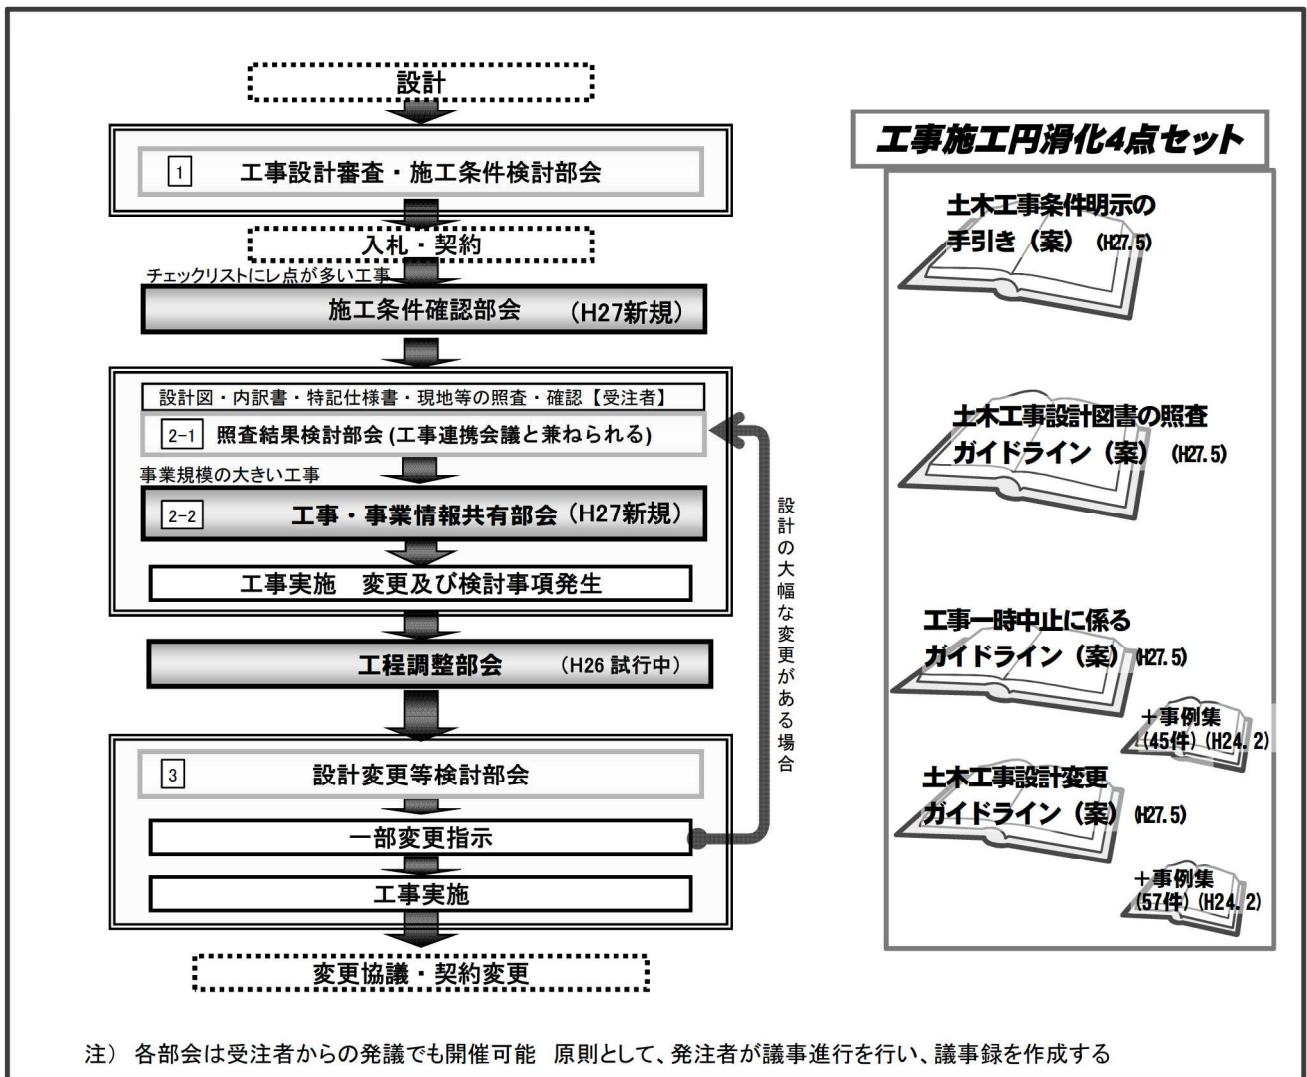 設計
1 工事設計審査・施工条件検討部会
入札・契約
チェックリストにレ点が多い工事
施工条件確認部会 (H27新規)
設計図・内訳書・特記仕様書・現地等の照査・確認【受注者】
2-1 照査結果検討部会 (工事連携会議と兼ねられる)
事業規模の大きい工事
2-2 工事・事業情報共有部会 (H27新規)
工事実施 変更及び検討事項発生
工程調整部会 (H26 試行中)
3 設計変更等検討部会
一部変更指示
工事実施
変更協議・契約変更
設計の大幅な変更がある場合
工事施工円滑化4点セット
土木工事条件明示の
手引き（案） (H27.5)
土木工事設計図書の照査
ガイドライン（案） (H27.5)
工事一時中止に係る
ガイドライン（案）(H27.5)
＋事例集
(45件) (H24.2)
土木工事設計変更
ガイドライン（案）(H27.5)
＋事例集
(57件) (H24.2)
注） 各部会は受注者からの発議でも開催可能 原則として、発注者が議事進行を行い、議事録を作成する